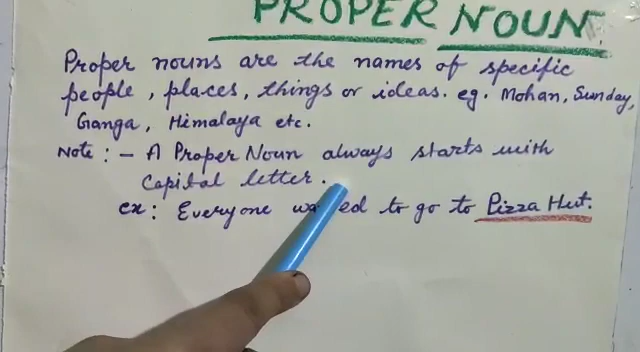 PROPER NOUN
Proper nouns are the names of specific
people, places, things or ideas. eg. Mohan, Sunday,
Ganga, Himalaya etc.
Note : - A Proper Noun always starts with
Capital letter.
ex: Everyone to go to Pizza Hut.